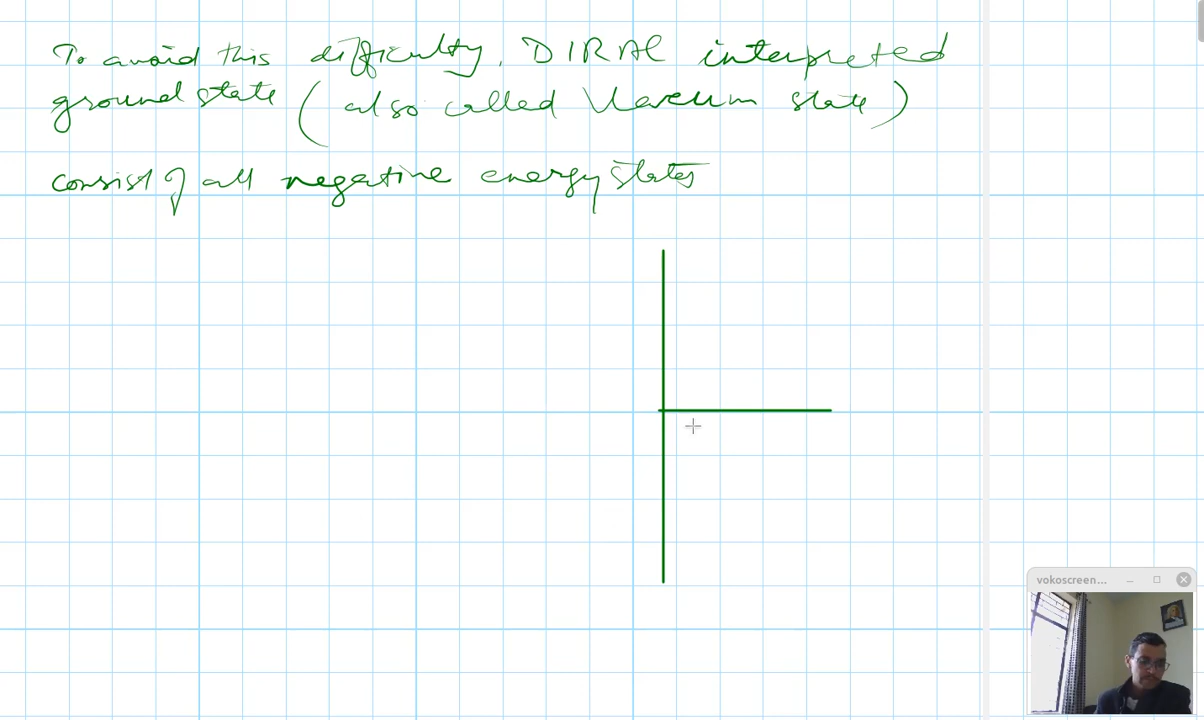 To avoid this difficulty, DIRAC interpreted
ground state (also called Vacuum state)
consist of all negative energy states
vokoscreen...